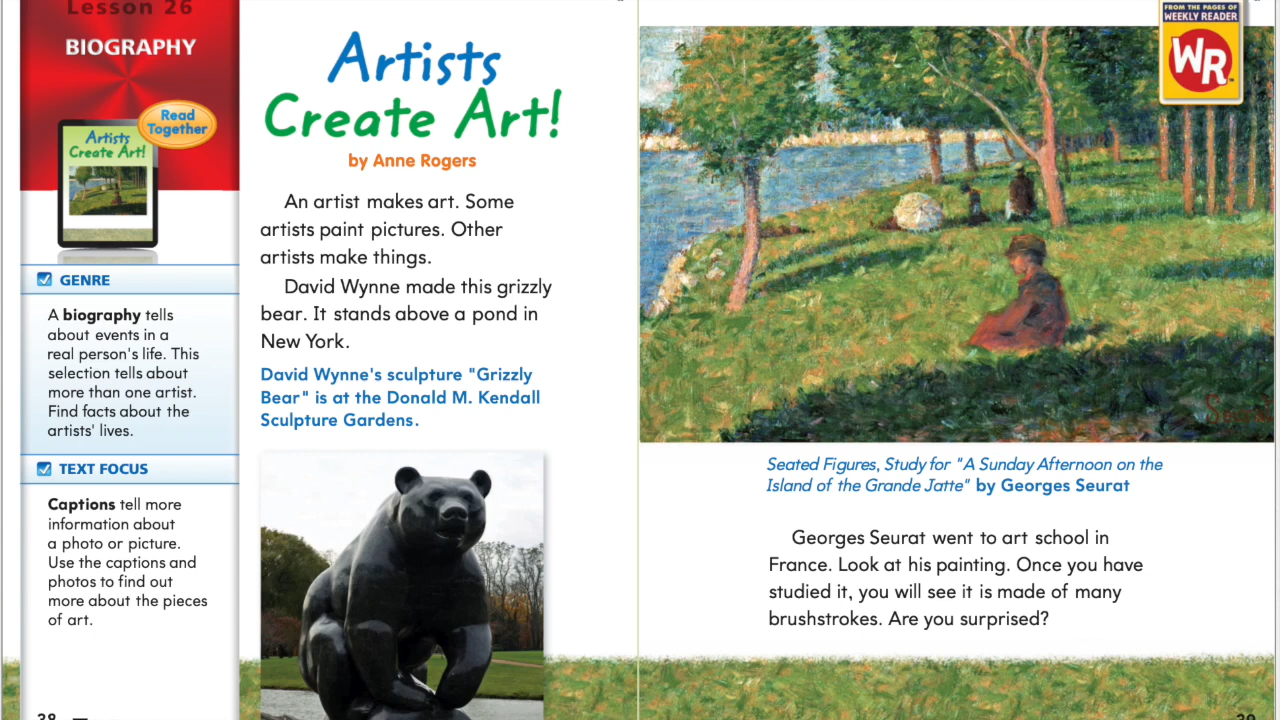 Lesson 26
BIOGRAPHY
Read
Together
Artists
Create Art!
GENRE
A biography tells
about events in a
real person's life. This
selection tells about
more than one artist.
Find facts about the
artists' lives.
TEXT FOCUS
Captions tell more
information about
a photo or picture.
Use the captions and
photos to find out
more about the pieces
of art.
38
Artists
Create Art!
by Anne Rogers
An artist makes art. Some
artists paint pictures. Other
artists make things.
David Wynne made this grizzly
bear. It stands above a pond in
New York.
David Wynne's sculpture "Grizzly
Bear" is at the Donald M. Kendall
Sculpture Gardens.
FROM THE PAGES OF
WEEKLY READER
WR
Seated Figures, Study for "A Sunday Afternoon on the
Island of the Grande Jatte" by Georges Seurat
Georges Seurat went to art school in
France. Look at his painting. Once you have
studied it, you will see it is made of many
brushstrokes. Are you surprised?
39